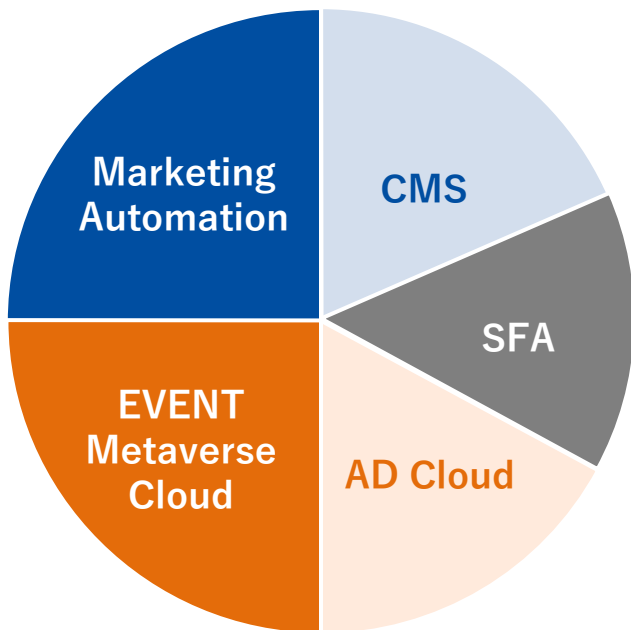 Marketing
Automation
CMS
SFA
EVENT
Metaverse
Cloud
AD Cloud